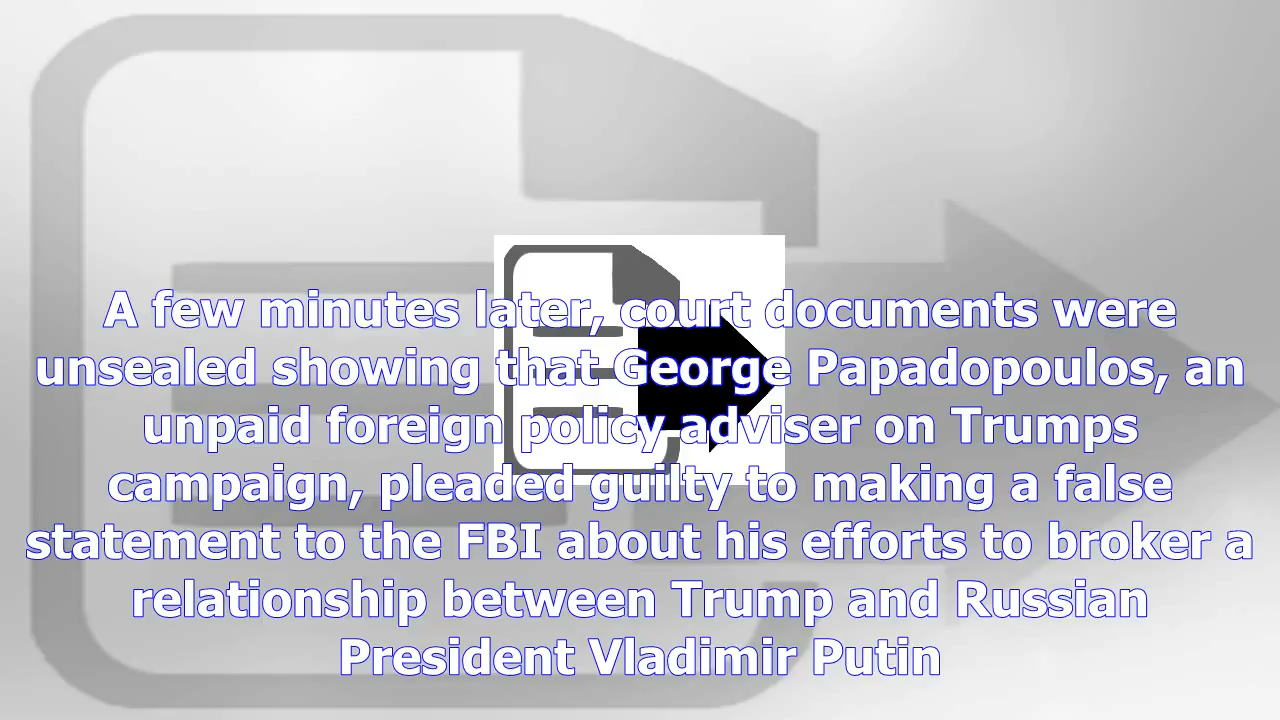 A few minutes later, court documents were
unsealed showing that George Papadopoulos, an
unpaid foreign policy adviser on Trumps
campaign, pleaded guilty to making a false
statement to the FBI about his efforts to broker a
relationship between Trump and Russian
President Vladimir Putin